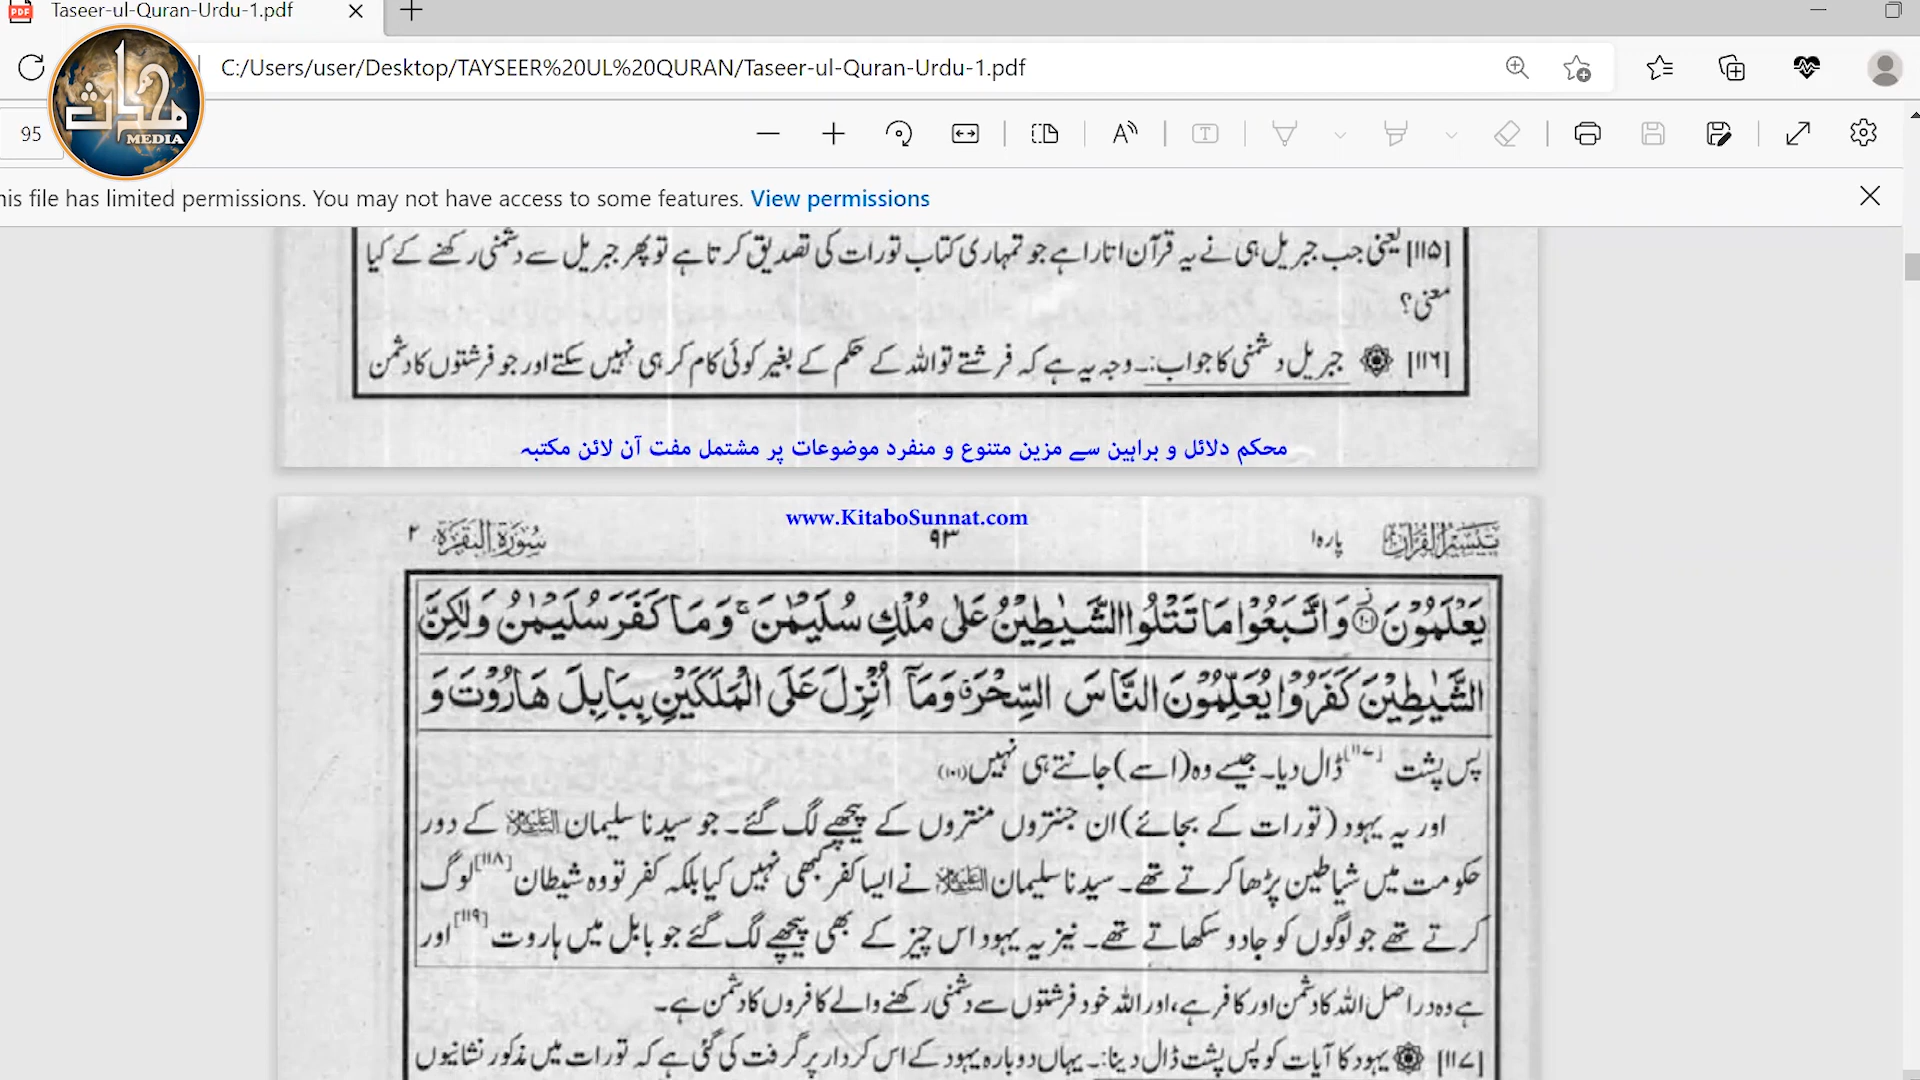 Taseer-ul-Quran-Urdu-1.pdf
C:/Users/user/Desktop/TAYSEER%20UL%20QURAN/Taseer-ul-Quran-Urdu-1.pdf
95
محدث
MEDIA
his file has limited permissions. You may not have access to some features. View permissions
[۱۱۵] یعنی جب جبریل ہی نے یہ قرآن اتارا ہے جو تمہاری کتاب تورات کی تصدیق کرتا ہے تو پھر جبریل سے دشمنی رکھنے کے کیا
معنی؟
[۱۱۶] جبریل دشمنی کا جواب:۔ وجہ یہ ہے کہ فرشتے تو اللہ کے حکم کے بغیر کوئی کام کر ہی نہیں سکتے اور جو فرشتوں کا دشمن
محکم دلائل و براہین سے مزین متنوع و منفرد موضوعات پر مشتمل مفت آن لائن مکتبہ
www.KitaboSunnat.com
تیسیر القرآن پارہ ۱ ۹۳ سورۃ البقرۃ ۲
یَعْلَمُوْنَ ﴿۱۰۱﴾ وَاتَّبَعُوْا مَا تَتْلُوا الشَّیٰطِیْنُ عَلٰی مُلْكِ سُلَیْمٰنَ ۚ وَمَا كَفَرَ سُلَیْمٰنُ وَلٰكِنَّ
الشَّیٰطِیْنَ كَفَرُوْا یُعَلِّمُوْنَ النَّاسَ السِّحْرَ ۗ وَمَاۤ اُنْزِلَ عَلَی الْمَلَكَیْنِ بِبَابِلَ هَارُوْتَ وَ
پس پشت [۱۱۷] ڈال دیا۔ جیسے وہ (اسے) جانتے ہی نہیں (۱۰۱)
اور یہ یہود (تورات کے بجائے) ان جنتروں منتروں کے پیچھے لگ گئے۔ جو سیدنا سلیمان علیہ السلام کے دور
حکومت میں شیاطین پڑھا کرتے تھے۔ سیدنا سلیمان علیہ السلام نے ایسا کفر کبھی نہیں کیا بلکہ کفر تو وہ شیطان [۱۱۸] لوگ
کرتے تھے جو لوگوں کو جادو سکھاتے تھے۔ نیز یہ یہود اس چیز کے بھی پیچھے لگ گئے جو بابل میں ہاروت [۱۱۹] اور
ہے وہ دراصل اللہ کا دشمن اور کافر ہے، اور اللہ خود فرشتوں سے دشمنی رکھنے والے کافروں کا دشمن ہے۔
[۱۱۷] یہود کا آیات کو پس پشت ڈال دینا:۔ یہاں دوبارہ یہود کے اس کردار پر گرفت کی گئی ہے کہ تورات میں مذکور نشانیوں